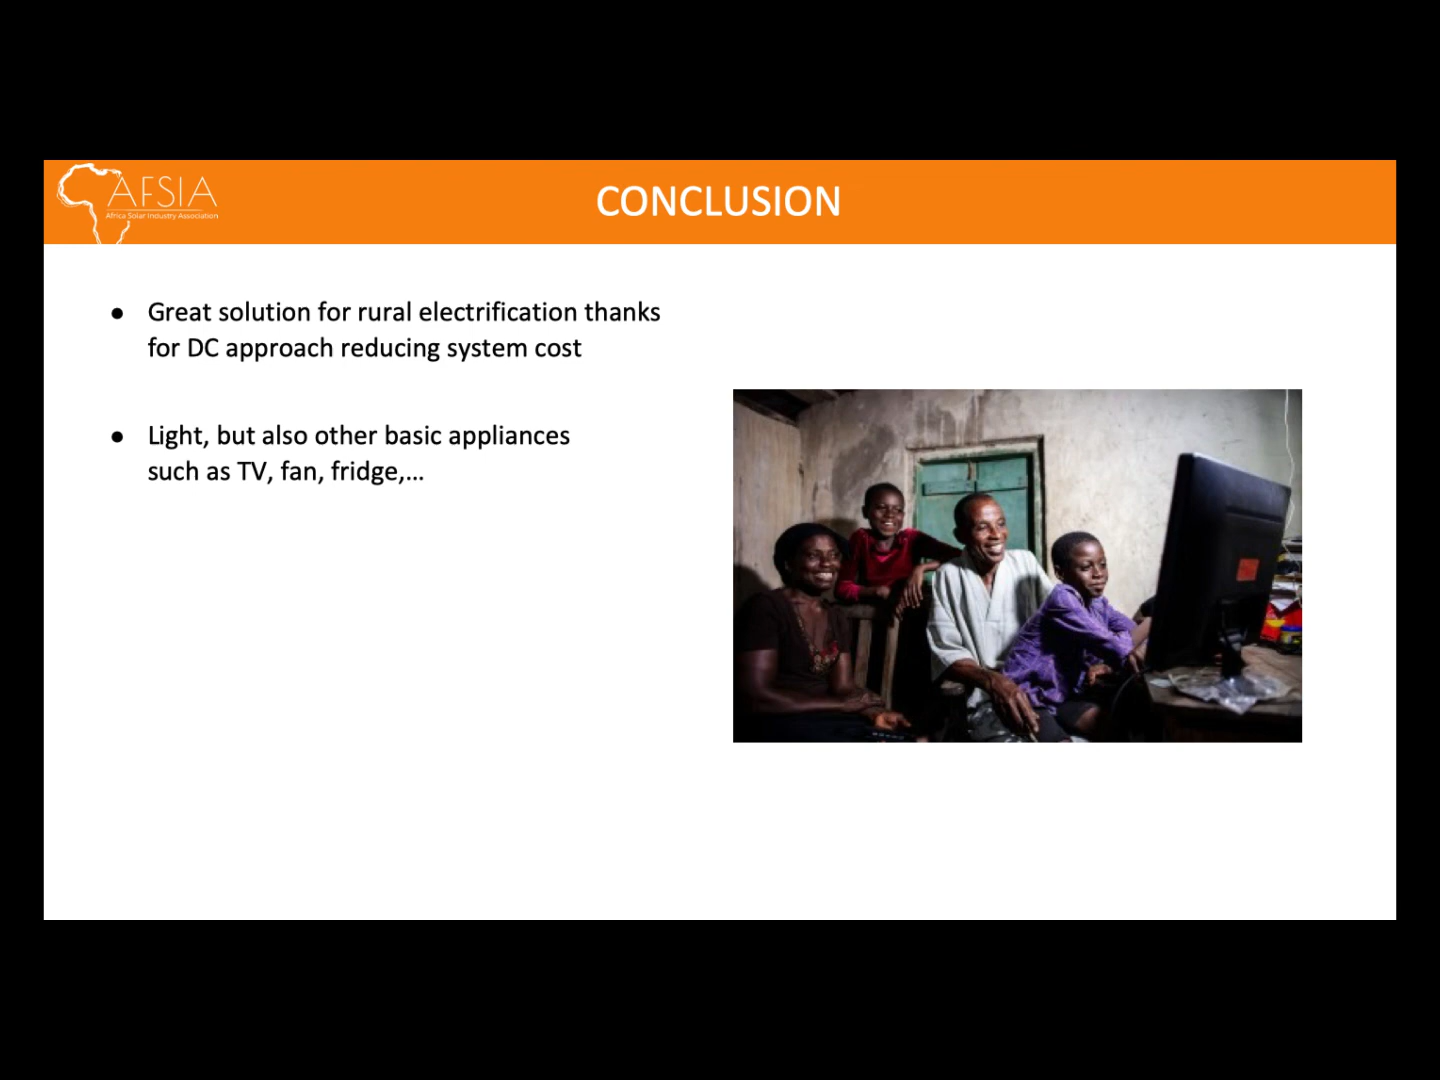 AFSIA
Africa Solar Industry Association
CONCLUSION
● Great solution for rural electrification thanks
for DC approach reducing system cost
● Light, but also other basic appliances
such as TV, fan, fridge,...